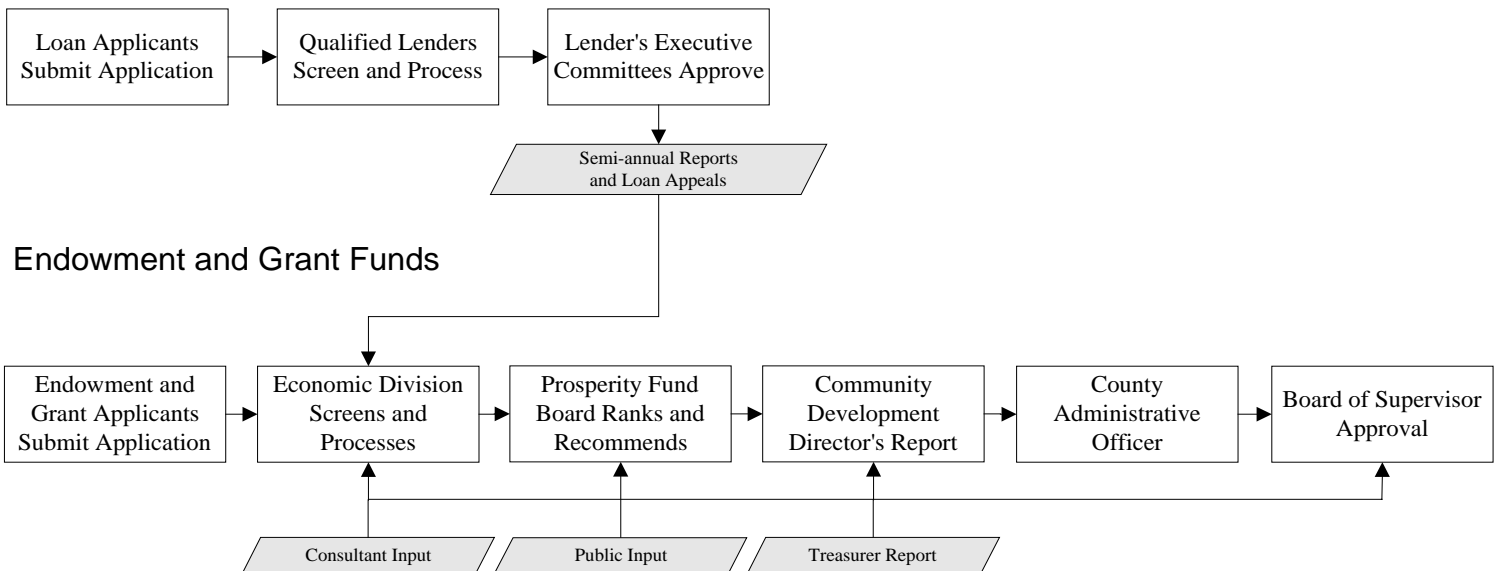 Loan Applicants
Submit Application
Qualified Lenders
Screen and Process
Lender's Executive
Committees Approve
Semi-annual Reports
and Loan Appeals
Endowment and Grant Funds
Endowment and
Grant Applicants
Submit Application
Economic Division
Screens and
Processes
Prosperity Fund
Board Ranks and
Recommends
Community
Development
Director's Report
County
Administrative
Officer
Board of Supervisor
Approval
Consultant Input
Public Input
Treasurer Report